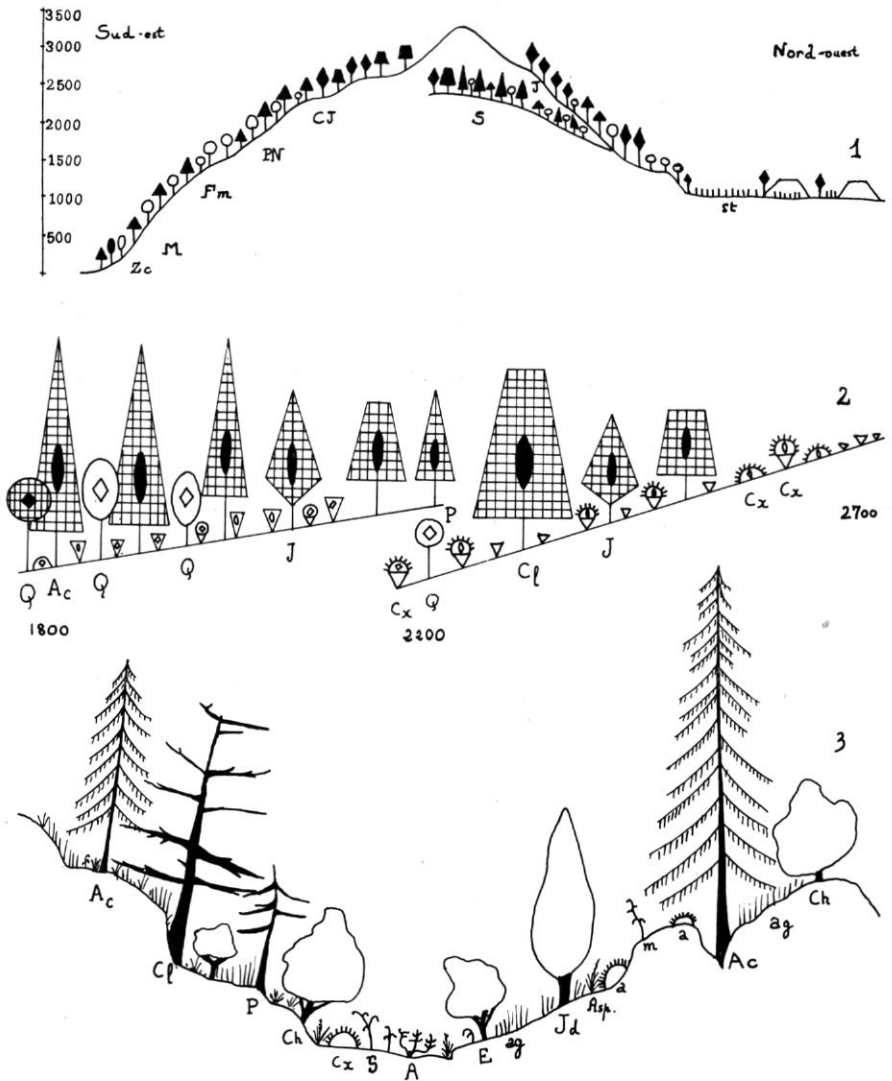 3500
Sud-est
3000
Nord-ouest
2500
J
CJ
S
2000
PN
1500
1
Fm
1000
st
500
M
Zc
2
P
Cx
Cx
J
2700
Q
Ac
Q
Q
Cl
J
Cx
Q
1800
2200
3
Ac
Ch
m
a
ag
Cl
a
Ac
Asp.
P
Jd
Ch
E
ag
Cx
S
A